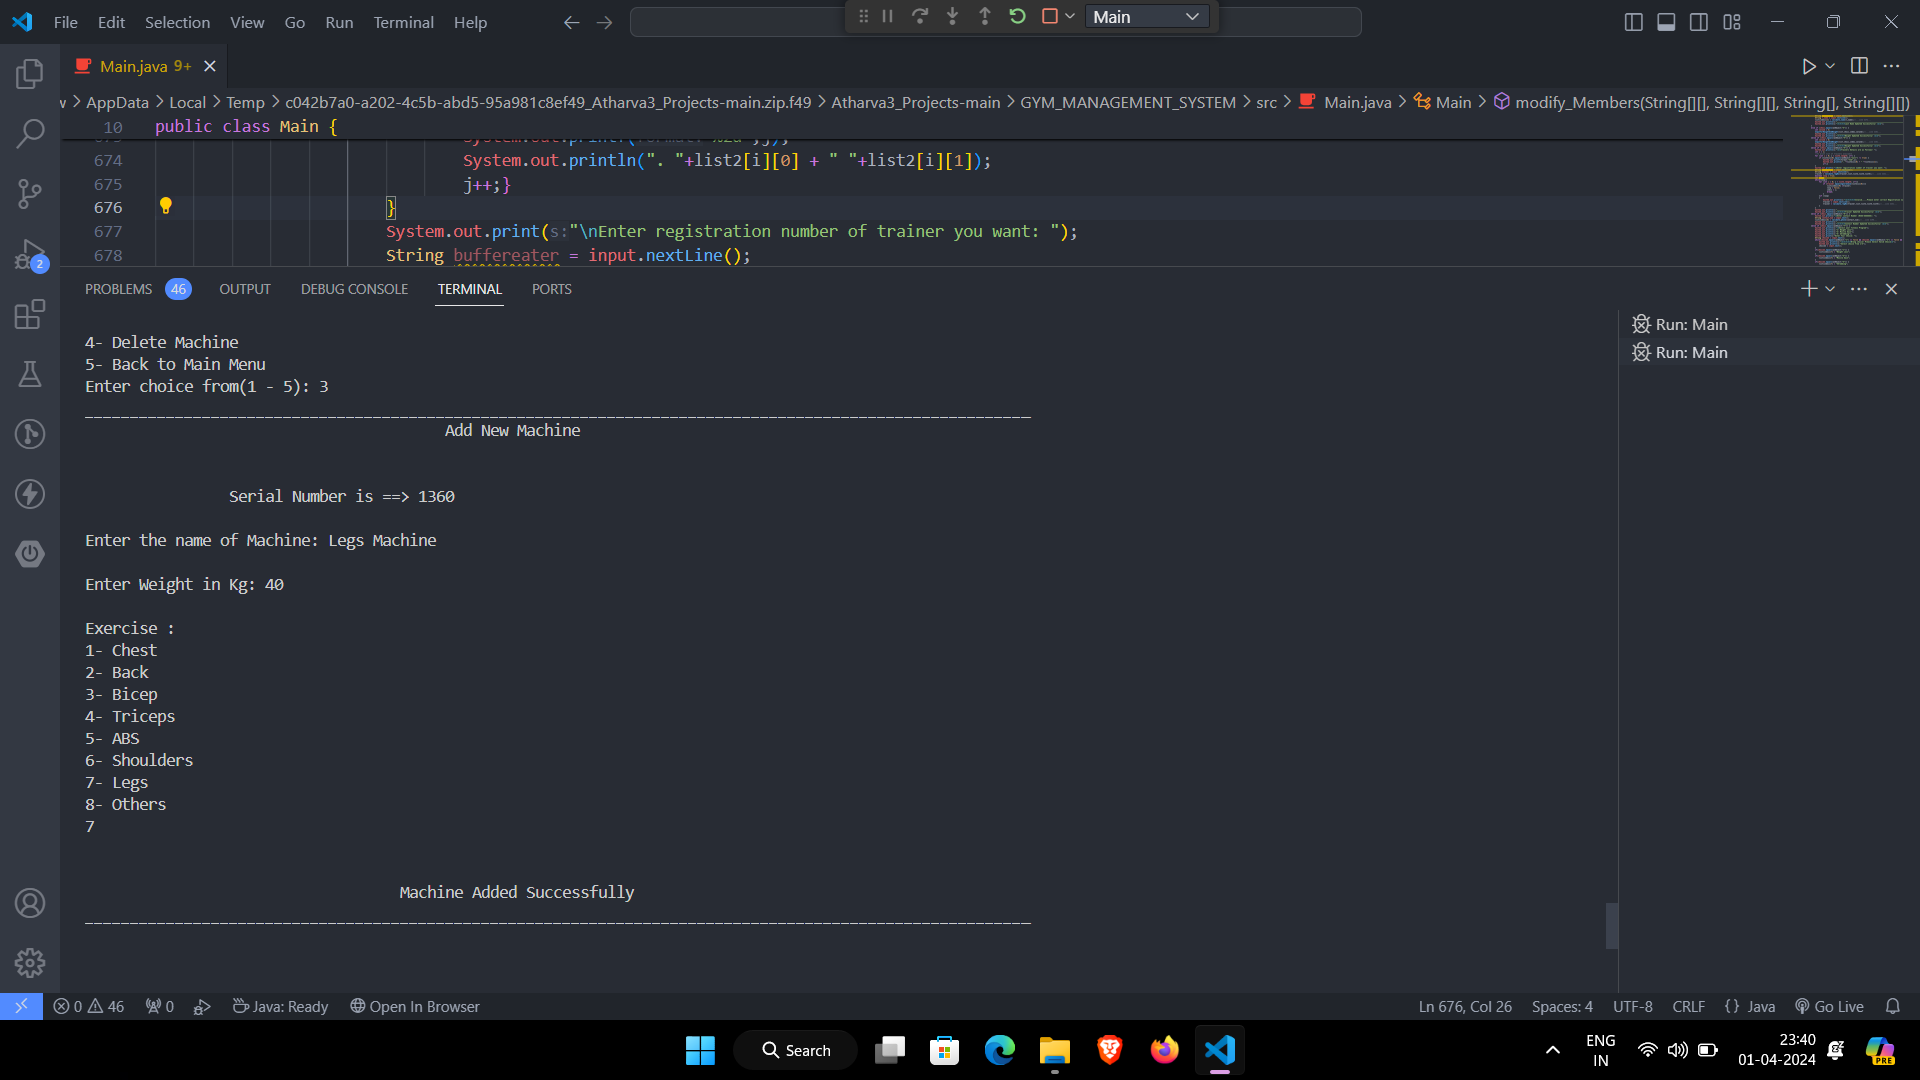 File Edit Selection View Go Run Terminal Help
Main
Main.java 9+
AppData > Local > Temp > c042b7a0-a202-4c5b-abd5-95a981c8ef49_Atharva3_Projects-main.zip.f49 > Atharva3_Projects-main > GYM_MANAGEMENT_SYSTEM > src > Main.java > Main > modify_Members(String[][], String[][], String[], String[][])
10 public class Main {
674 System.out.println(". "+list2[i][0] + " "+list2[i][1]);
675 j++;}
676 }
677 System.out.print(s:"\nEnter registration number of trainer you want: ");
678 String buffereater = input.nextLine();
PROBLEMS 46 OUTPUT DEBUG CONSOLE TERMINAL PORTS
Run: Main
Run: Main
4- Delete Machine
5- Back to Main Menu
Enter choice from(1 - 5): 3
Add New Machine
Serial Number is ==> 1360
Enter the name of Machine: Legs Machine
Enter Weight in Kg: 40
Exercise :
1- Chest
2- Back
3- Bicep
4- Triceps
5- ABS
6- Shoulders
7- Legs
8- Others
7
Machine Added Successfully
2
0 46 0 Java: Ready Open In Browser Ln 676, Col 26 Spaces: 4 UTF-8 CRLF {} Java Go Live
Search
ENG
IN
23:40
01-04-2024
PRE